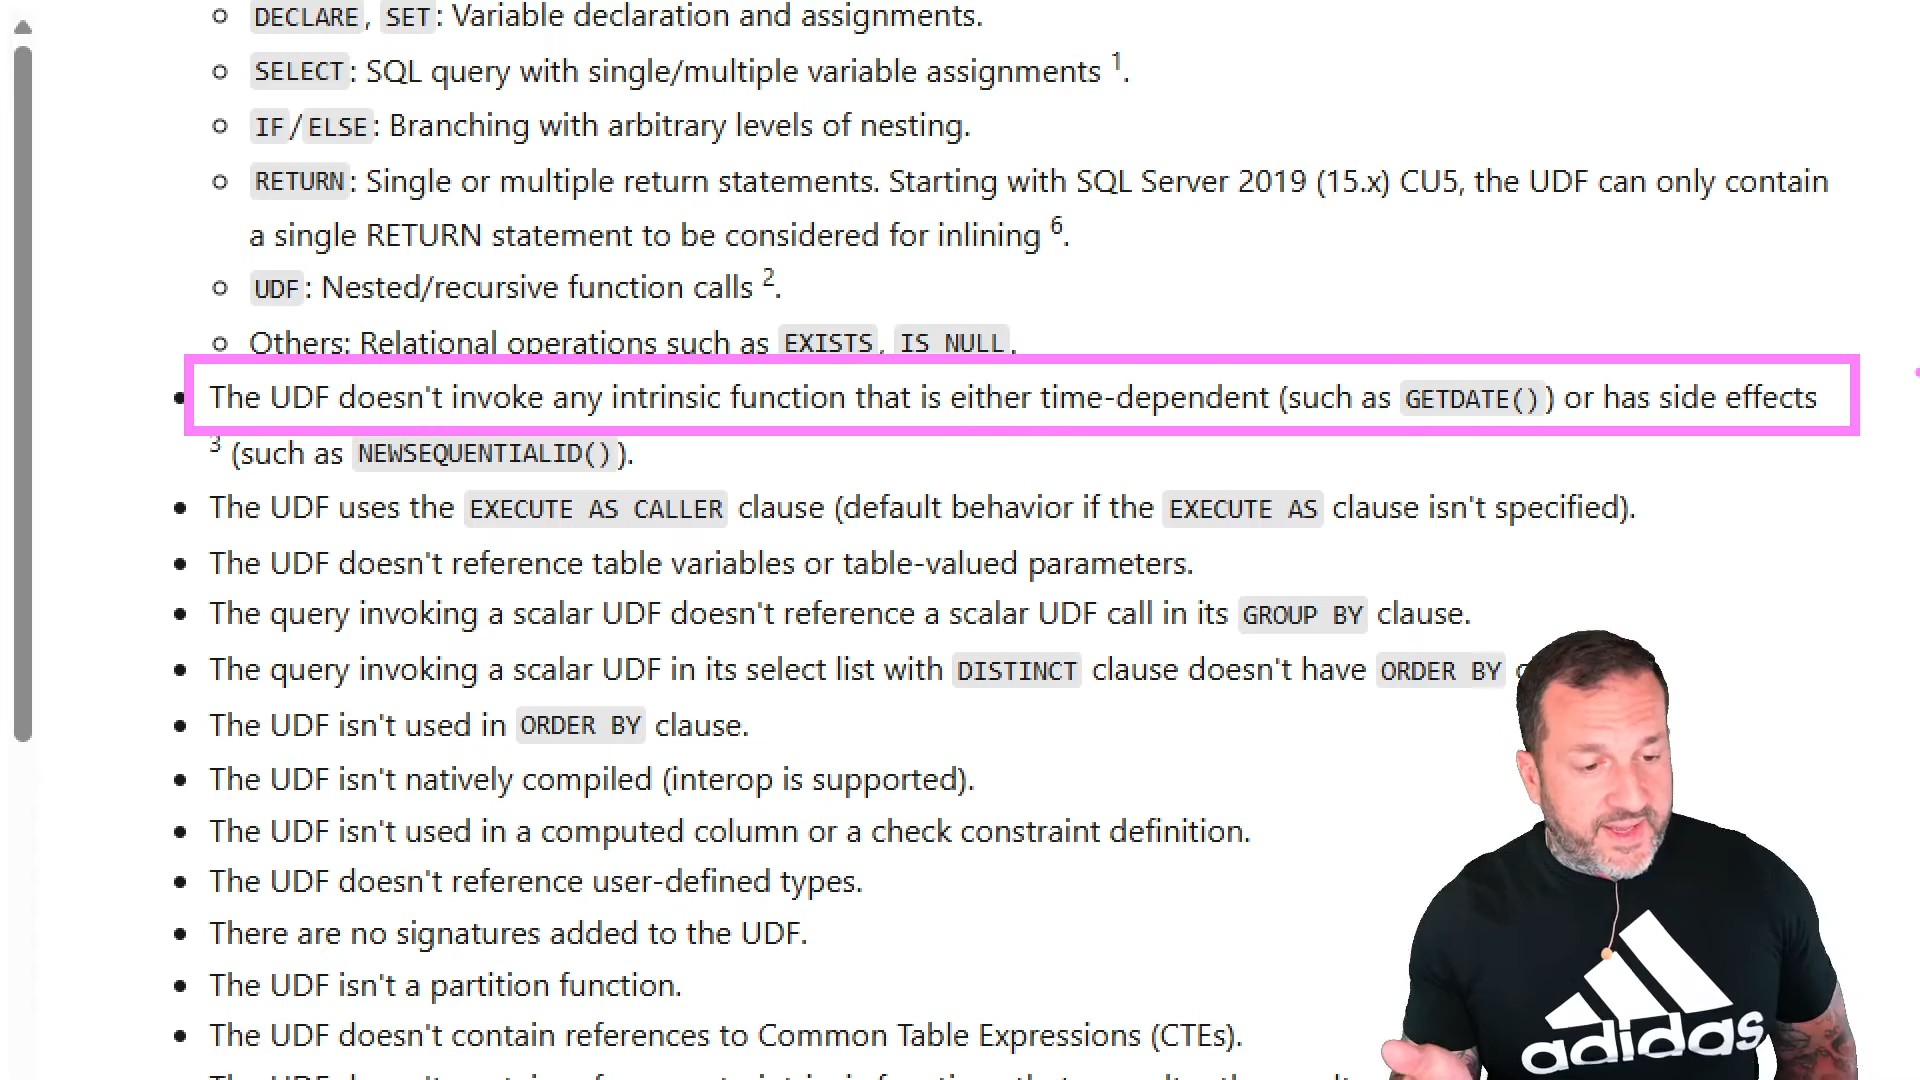 DECLARE, SET: Variable declaration and assignments.
SELECT: SQL query with single/multiple variable assignments 1.
IF/ELSE: Branching with arbitrary levels of nesting.
RETURN: Single or multiple return statements. Starting with SQL Server 2019 (15.x) CU5, the UDF can only contain
a single RETURN statement to be considered for inlining 6.
UDF: Nested/recursive function calls 2.
Others: Relational operations such as EXISTS, IS NULL.
The UDF doesn't invoke any intrinsic function that is either time-dependent (such as GETDATE()) or has side effects
3 (such as NEWSEQUENTIALID()).
The UDF uses the EXECUTE AS CALLER clause (default behavior if the EXECUTE AS clause isn't specified).
The UDF doesn't reference table variables or table-valued parameters.
The query invoking a scalar UDF doesn't reference a scalar UDF call in its GROUP BY clause.
The query invoking a scalar UDF in its select list with DISTINCT clause doesn't have ORDER BY
The UDF isn't used in ORDER BY clause.
The UDF isn't natively compiled (interop is supported).
The UDF isn't used in a computed column or a check constraint definition.
The UDF doesn't reference user-defined types.
There are no signatures added to the UDF.
The UDF isn't a partition function.
The UDF doesn't contain references to Common Table Expressions (CTEs).
adidas